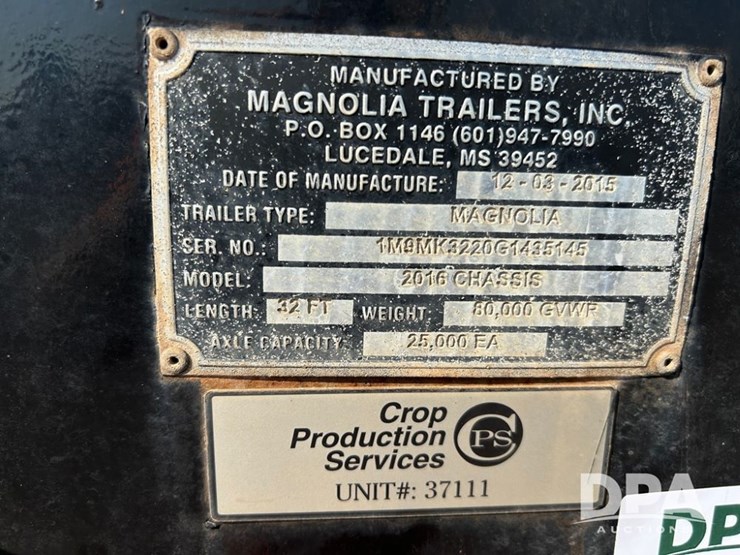 MANUFACTURED BY
MAGNOLIA TRAILERS, INC.
P.O. BOX 1146 (601)947-7990
LUCEDALE, MS 39452
DATE OF MANUFACTURE: 12-03-2015
TRAILER TYPE: MAGNOLIA
SER. NO.: 1M9MK3220G1435145
MODEL: 2016 CHASSIS
LENGTH: 32 FT WEIGHT 80,000 GVWR
AXLE CAPACITY: 25,000 EA
Crop
Production
Services
CPS
UNIT#: 37111
DPA
AUCTIONS
DP